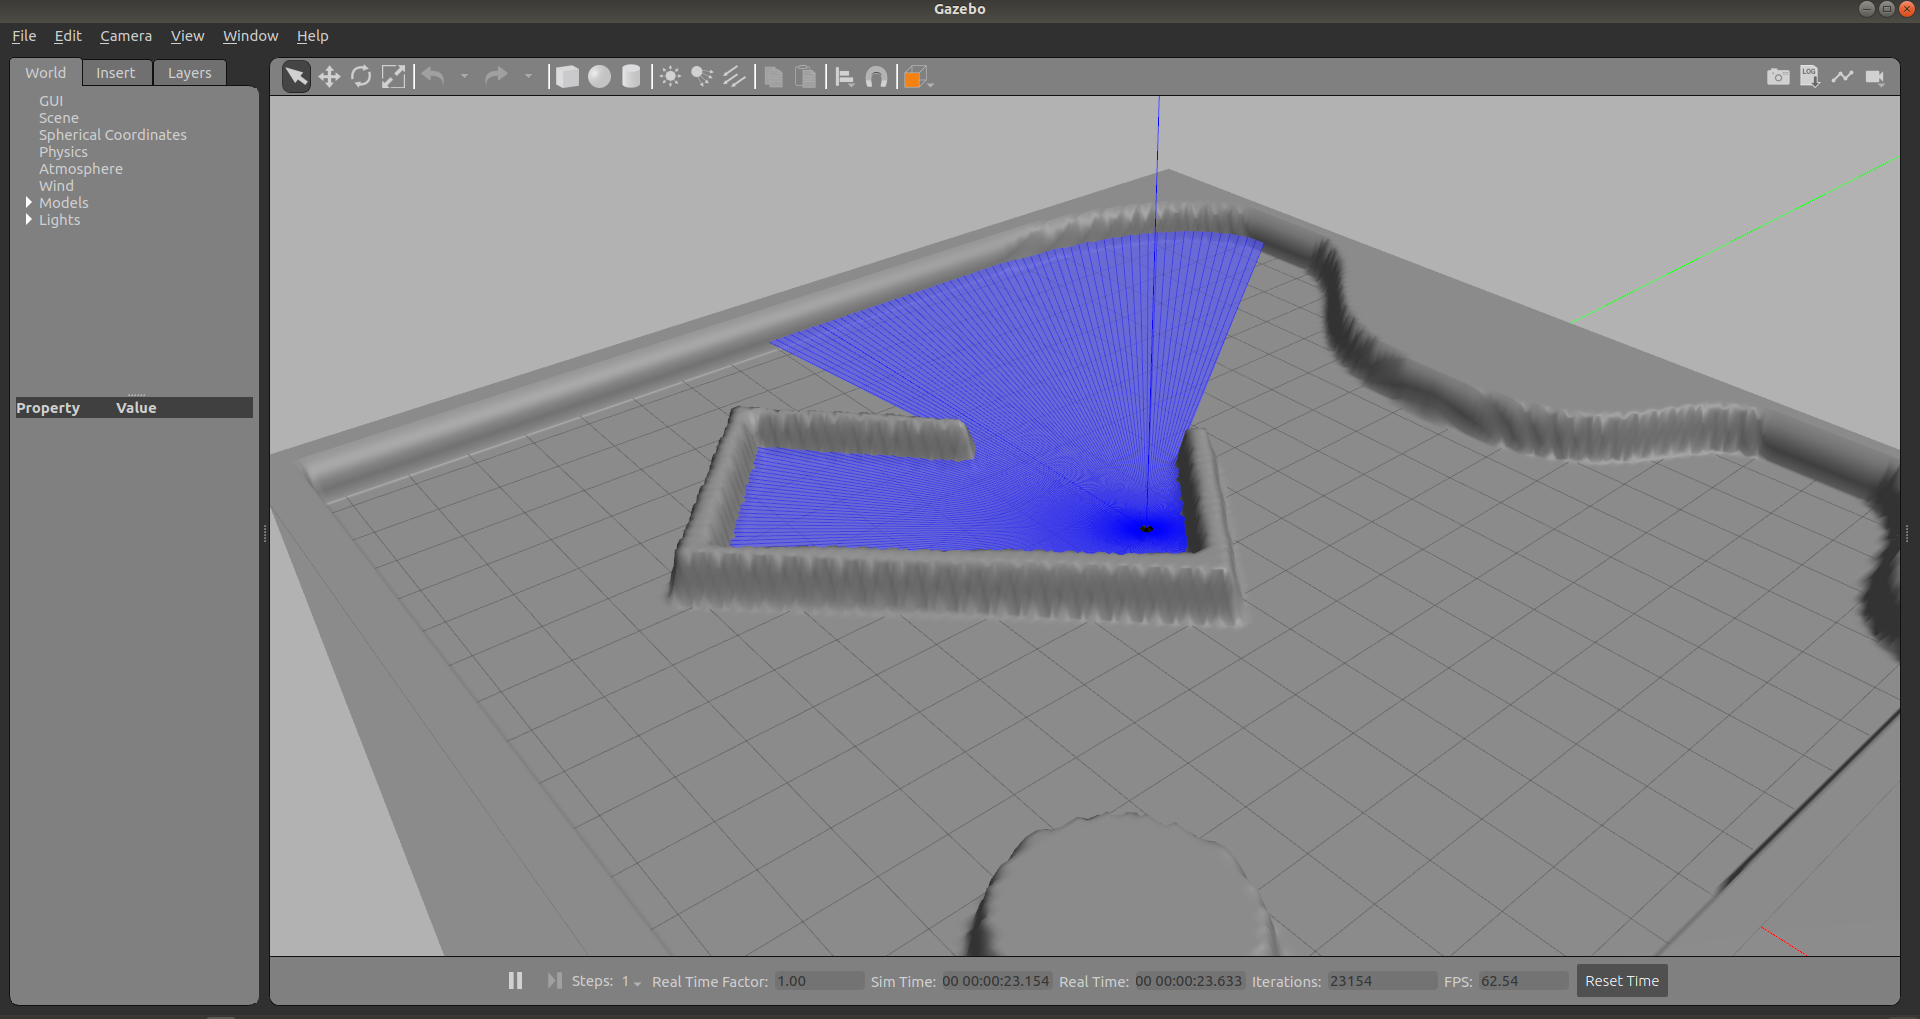 Gazebo
File Edit Camera View Window Help
World Insert Layers
LOG
GUI
Scene
Spherical Coordinates
Physics
Atmosphere
Wind
Models
Lights
Property Value
Steps: 1 Real Time Factor: 1.00 Sim Time: 00 00:00:23.154 Real Time: 00 00:00:23.633 Iterations: 23154 FPS: 62.54 Reset Time